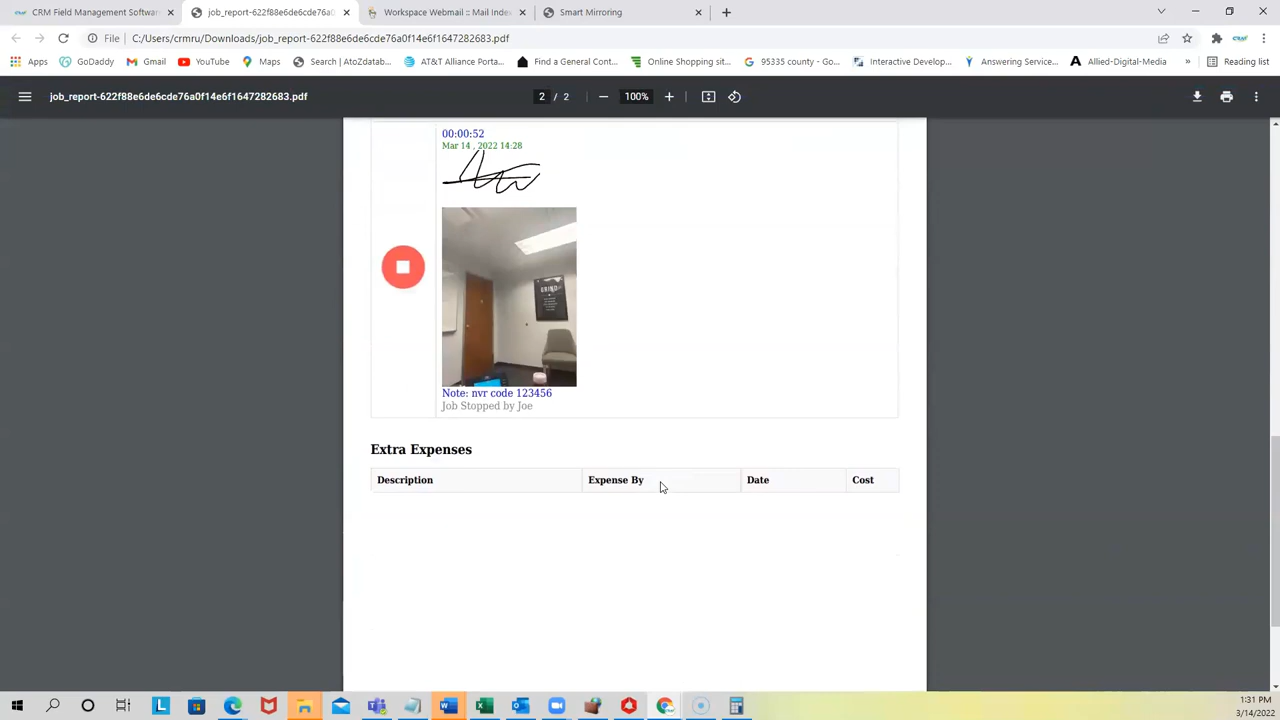 CRM Field Management Softwar
job_report-622f88e6de6cde76a0
Workspace Webmail :: Mail Index
Smart Mirroring
File
C:/Users/crmru/Downloads/job_report-622f88e6de6cde76a0f14e6f1647282683.pdf
Apps
GoDaddy
Gmail
YouTube
Maps
Search | AtoZdatab...
AT&T Alliance Porta...
Find a General Cont...
Online Shopping sit...
95335 county - Go...
Interactive Develop...
Answering Service...
Allied-Digital-Media
»
Reading list
job_report-622f88e6de6cde76a0f14e6f1647282683.pdf
2 / 2
100%
00:00:52
Mar 14 , 2022 14:28
GRIND
Note: nvr code 123456
Job Stopped by Joe
Extra Expenses
Description Expense By Date Cost
1:31 PM
3/14/2022